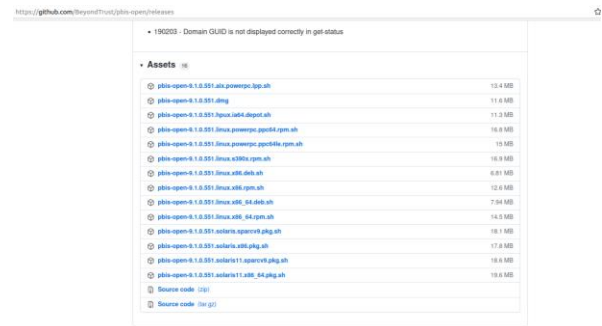 https://github.com/BeyondTrust/pbis-open/releases
• 190203 - Domain GUID is not displayed correctly in get-status
Assets 16
pbis-open-9.1.0.551.aix.powerpc.lpp.sh 13.4 MB
pbis-open-9.1.0.551.dmg 11.6 MB
pbis-open-9.1.0.551.hpux.ia64.depot.sh 11.3 MB
pbis-open-9.1.0.551.linux.powerpc.ppc64.rpm.sh 16.8 MB
pbis-open-9.1.0.551.linux.powerpc.ppc64le.rpm.sh 15 MB
pbis-open-9.1.0.551.linux.s390x.rpm.sh 16.9 MB
pbis-open-9.1.0.551.linux.x86.deb.sh 6.81 MB
pbis-open-9.1.0.551.linux.x86.rpm.sh 12.6 MB
pbis-open-9.1.0.551.linux.x86_64.deb.sh 7.94 MB
pbis-open-9.1.0.551.linux.x86_64.rpm.sh 14.5 MB
pbis-open-9.1.0.551.solaris.sparcv9.pkg.sh 18.1 MB
pbis-open-9.1.0.551.solaris.x86.pkg.sh 17.8 MB
pbis-open-9.1.0.551.solaris11.sparcv9.pkg.sh 18.6 MB
pbis-open-9.1.0.551.solaris11.x86_64.pkg.sh 19.6 MB
Source code (zip)
Source code (tar.gz)